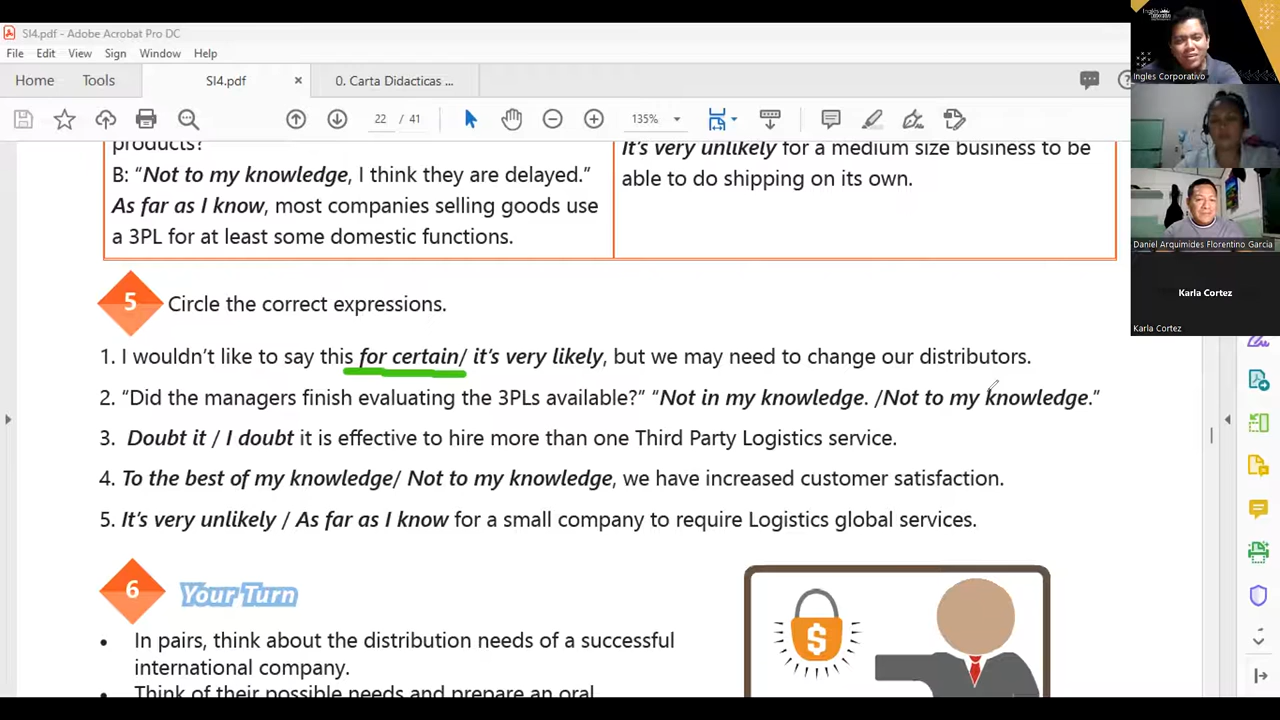 SI4.pdf - Adobe Acrobat Pro DC
File Edit View Sign Window Help
Home Tools SI4.pdf × 0. Carta Didacticas ...
22 / 41 135%
products?
B: “Not to my knowledge, I think they are delayed.”
As far as I know, most companies selling goods use
a 3PL for at least some domestic functions.
It’s very unlikely for a medium size business to be
able to do shipping on its own.
5 Circle the correct expressions.
1. I wouldn’t like to say this for certain/ it’s very likely, but we may need to change our distributors.
2. “Did the managers finish evaluating the 3PLs available?” “Not in my knowledge. /Not to my knowledge.”
3. Doubt it / I doubt it is effective to hire more than one Third Party Logistics service.
4. To the best of my knowledge/ Not to my knowledge, we have increased customer satisfaction.
5. It’s very unlikely / As far as I know for a small company to require Logistics global services.
6 Your Turn
• In pairs, think about the distribution needs of a successful
international company.
• Think of their possible needs and prepare an oral
$
Ingles Corporativo
Daniel Arquimides Florentino Garcia
Karla Cortez
Karla Cortez